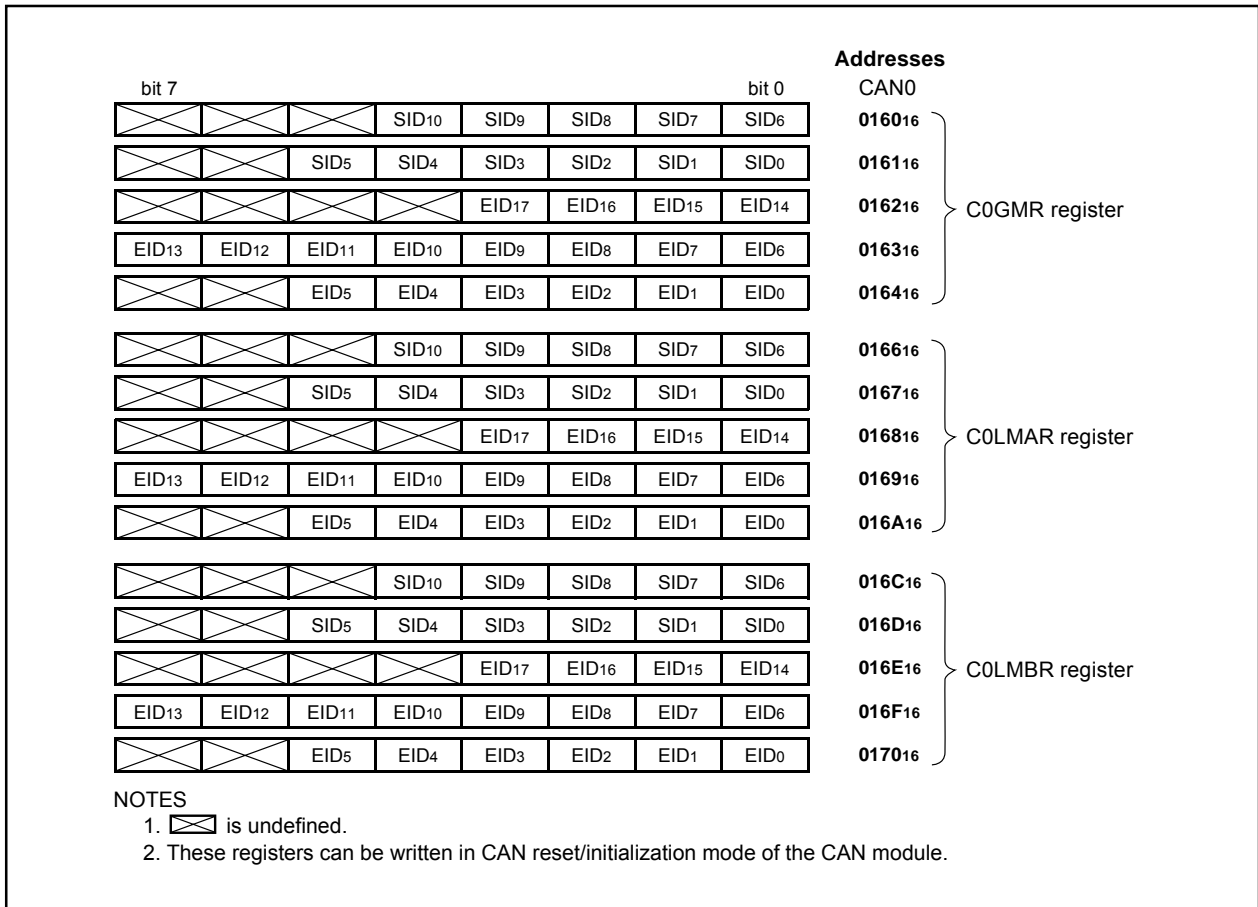 Addresses
bit 7 bit 0 CAN0
SID10 SID9 SID8 SID7 SID6 016016
SID5 SID4 SID3 SID2 SID1 SID0 016116
EID17 EID16 EID15 EID14 016216 C0GMR register
EID13 EID12 EID11 EID10 EID9 EID8 EID7 EID6 016316
EID5 EID4 EID3 EID2 EID1 EID0 016416
SID10 SID9 SID8 SID7 SID6 016616
SID5 SID4 SID3 SID2 SID1 SID0 016716
EID17 EID16 EID15 EID14 016816 C0LMAR register
EID13 EID12 EID11 EID10 EID9 EID8 EID7 EID6 016916
EID5 EID4 EID3 EID2 EID1 EID0 016A16
SID10 SID9 SID8 SID7 SID6 016C16
SID5 SID4 SID3 SID2 SID1 SID0 016D16
EID17 EID16 EID15 EID14 016E16 C0LMBR register
EID13 EID12 EID11 EID10 EID9 EID8 EID7 EID6 016F16
EID5 EID4 EID3 EID2 EID1 EID0 017016
NOTES
1. is undefined.
2. These registers can be written in CAN reset/initialization mode of the CAN module.